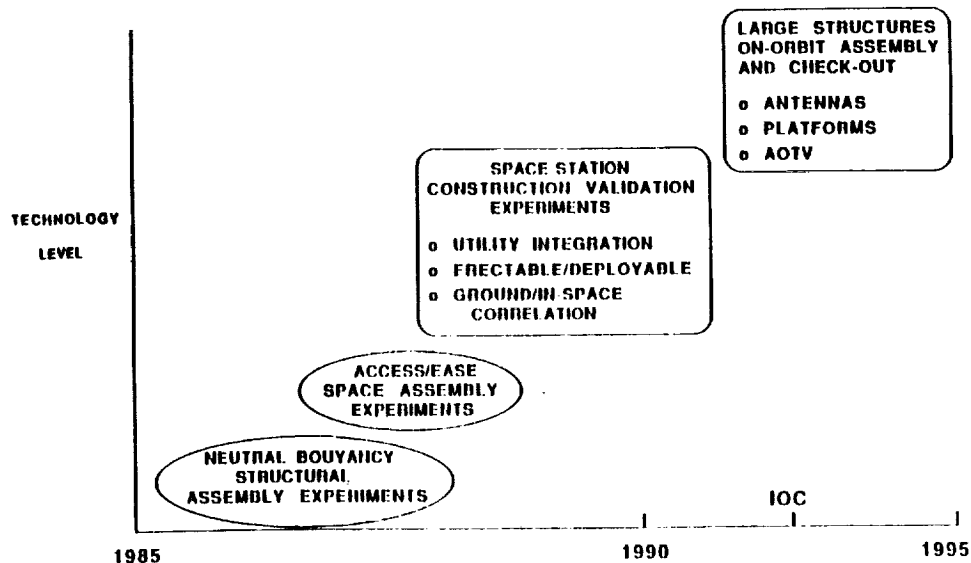 LARGE STRUCTURES
ON-ORBIT ASSEMBLY
AND CHECK-OUT
o ANTENNAS
o PLATFORMS
o AOTV
SPACE STATION
CONSTRUCTION VALIDATION
EXPERIMENTS
o UTILITY INTEGRATION
o ERECTABLE/DEPLOYABLE
o GROUND/IN-SPACE
CORRELATION
TECHNOLOGY
LEVEL
ACCESS/EASE
SPACE ASSEMBLY
EXPERIMENTS
NEUTRAL BOUYANCY
STRUCTURAL
ASSEMBLY EXPERIMENTS
IOC
1985
1990
1995